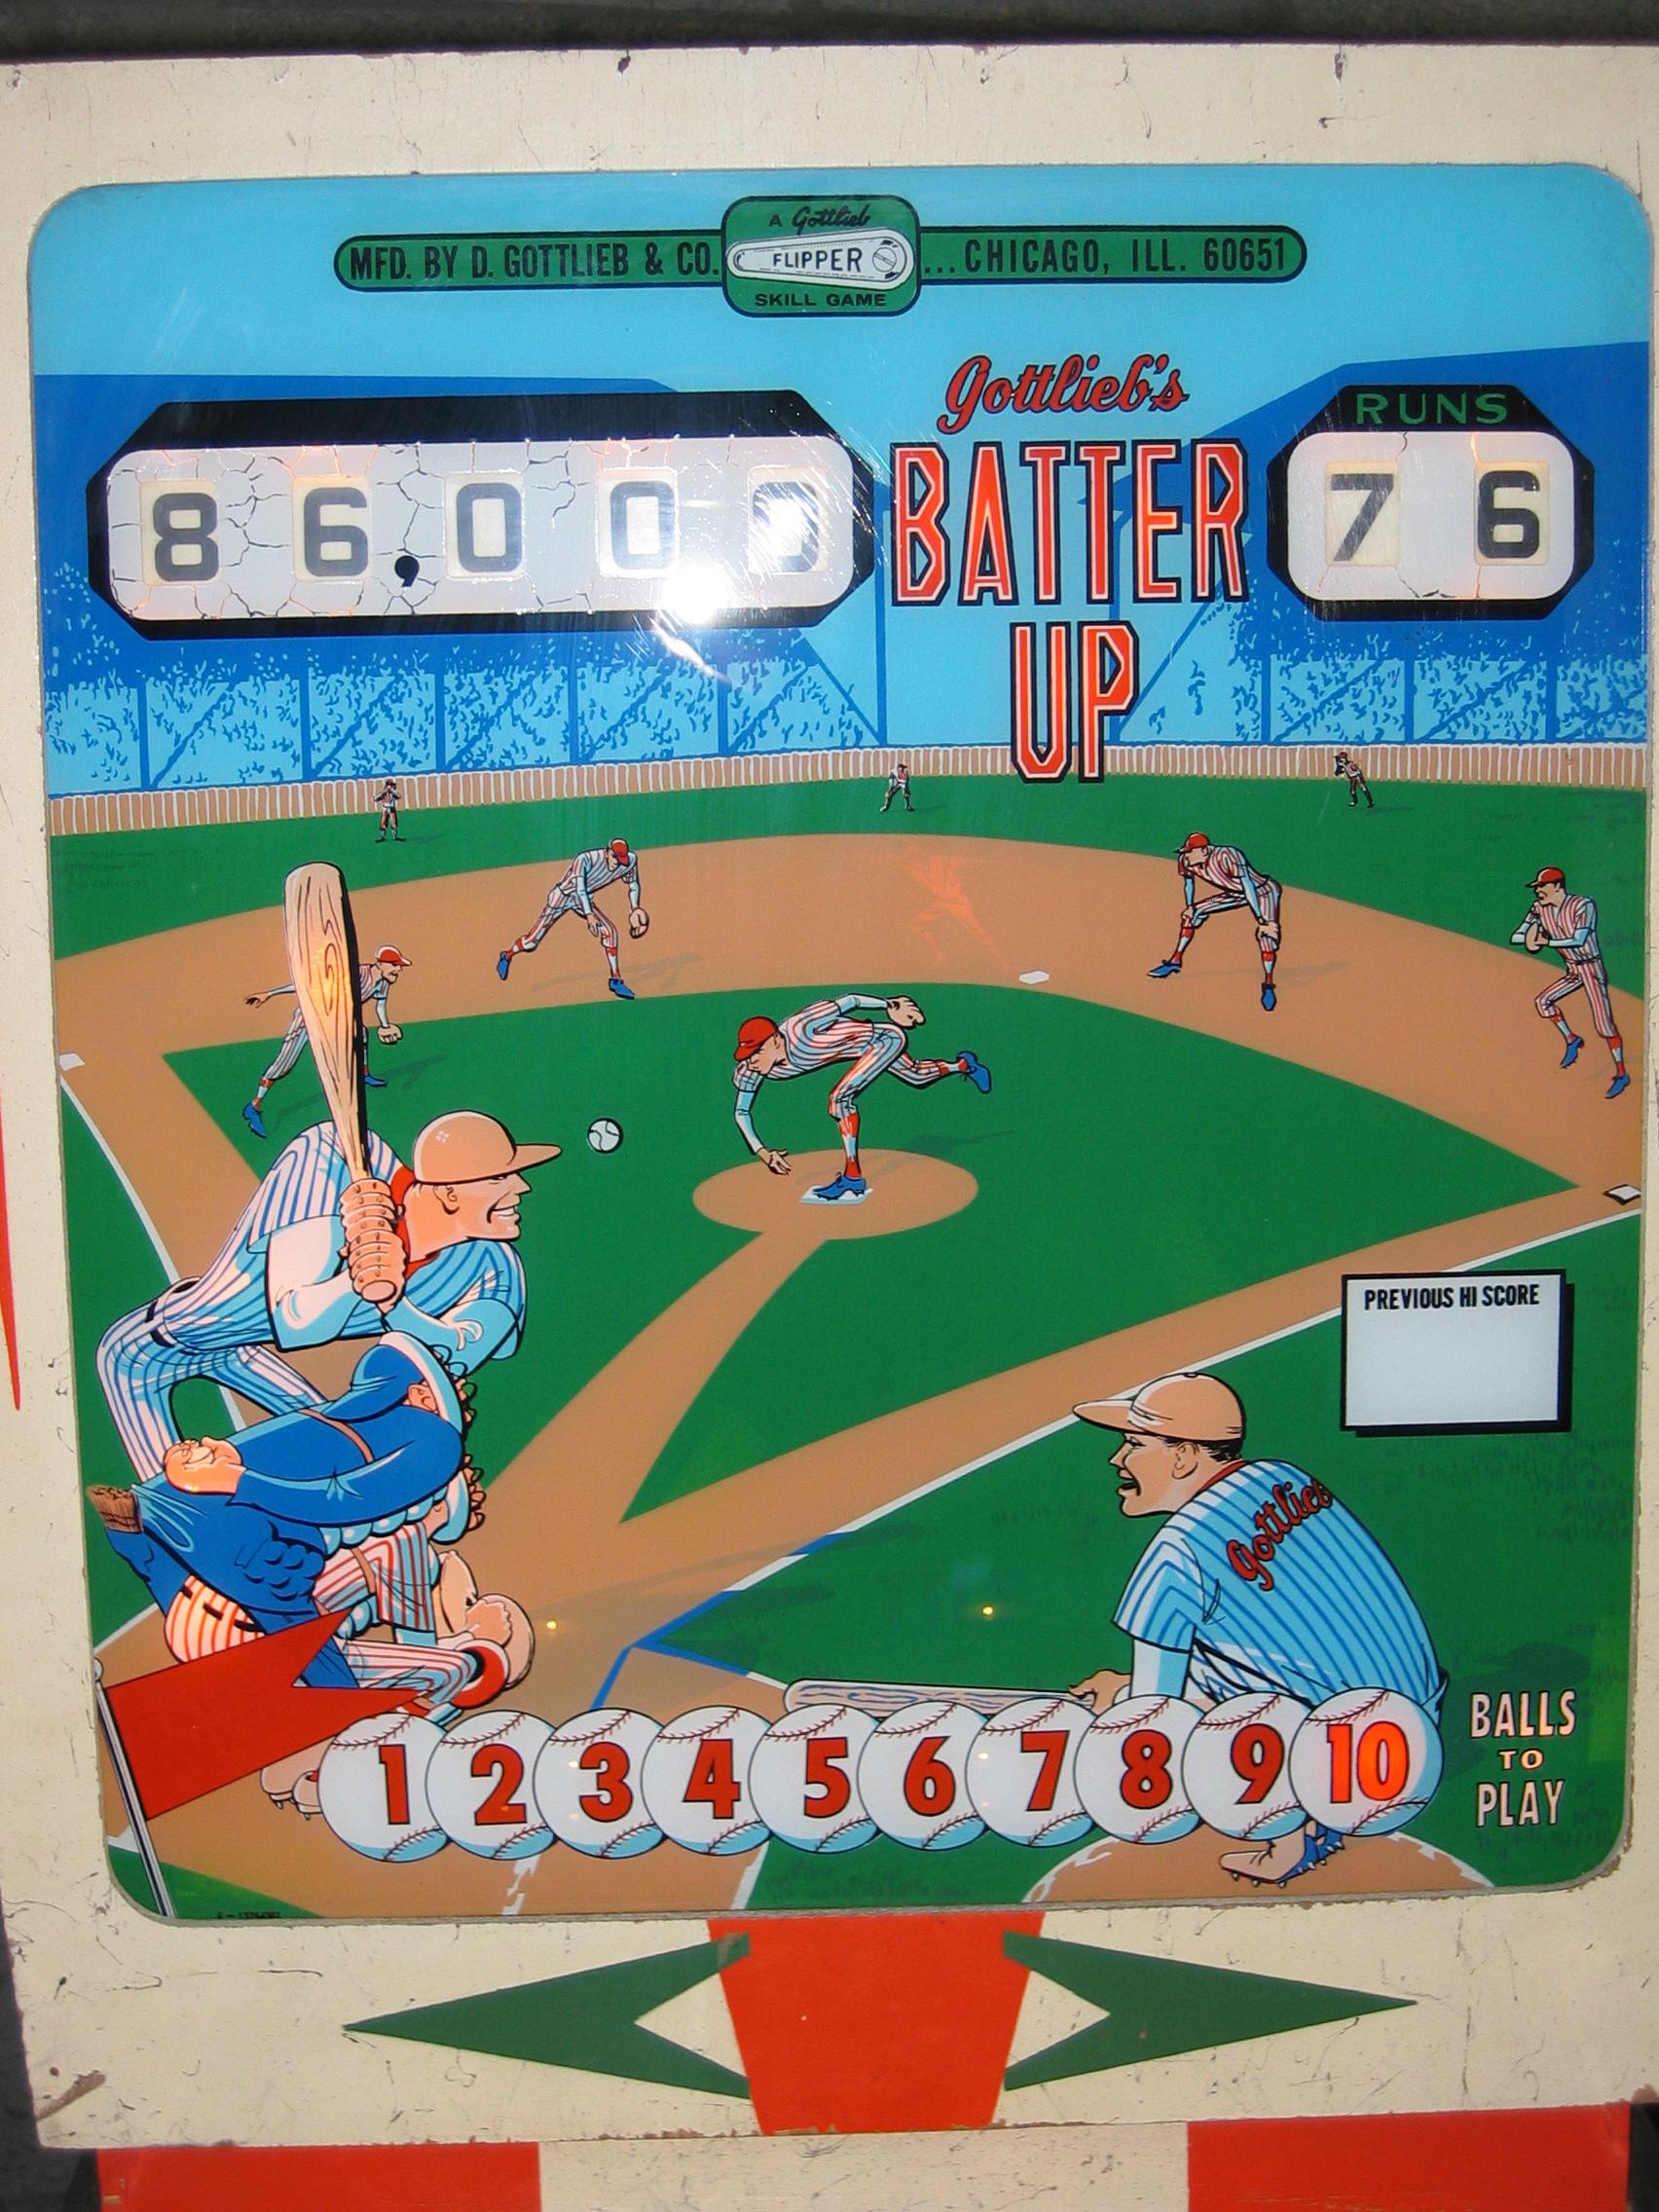 A Gottlieb
MFD. BY D. GOTTLIEB & CO. FLIPPER ... CHICAGO, ILL. 60651
SKILL GAME
Gottlieb's
RUNS
86,000 BATTER 76
UP
PREVIOUS HI SCORE
Gottlieb
1 2 3 4 5 6 7 8 9 10
BALLS
TO
PLAY